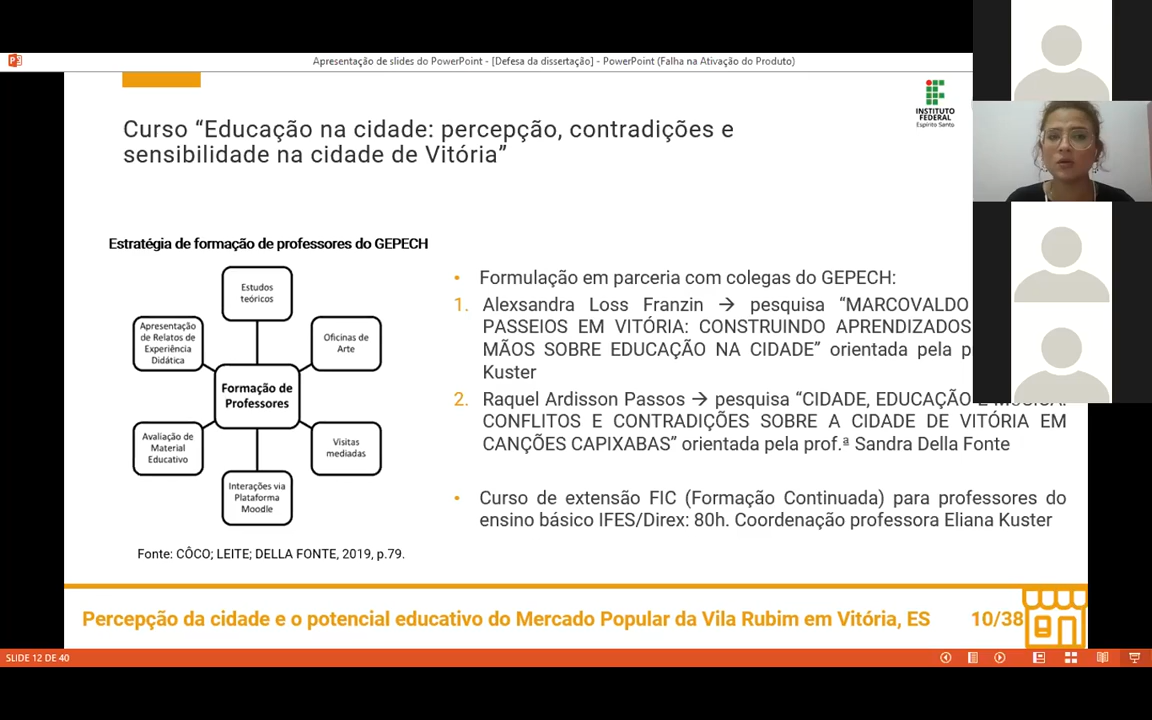 Apresentação de slides do PowerPoint - [Defesa da dissertação] - PowerPoint (Falha na Ativação do Produto)
INSTITUTO
FEDERAL
Espírito Santo
Curso “Educação na cidade: percepção, contradições e
sensibilidade na cidade de Vitória”
Estratégia de formação de professores do GEPECH
Estudos
teóricos
Apresentação
de Relatos de
Experiência
Didática
Oficinas de
Arte
Formação de
Professores
Avaliação de
Material
Educativo
Visitas
mediadas
Interações via
Plataforma
Moodle
Fonte: CÔCO; LEITE; DELLA FONTE, 2019, p.79.
• Formulação em parceria com colegas do GEPECH:
1. Alexsandra Loss Franzin → pesquisa “MARCOVALDO
PASSEIOS EM VITÓRIA: CONSTRUINDO APRENDIZADOS
MÃOS SOBRE EDUCAÇÃO NA CIDADE” orientada pela
Kuster
2. Raquel Ardisson Passos → pesquisa “CIDADE, EDUCAÇÃO
CONFLITOS E CONTRADIÇÕES SOBRE A CIDADE DE VITÓRIA EM
CANÇÕES CAPIXABAS” orientada pela prof.ª Sandra Della Fonte
• Curso de extensão FIC (Formação Continuada) para professores do
ensino básico IFES/Direx: 80h. Coordenação professora Eliana Kuster
Percepção da cidade e o potencial educativo do Mercado Popular da Vila Rubim em Vitória, ES 10/38
SLIDE 12 DE 40